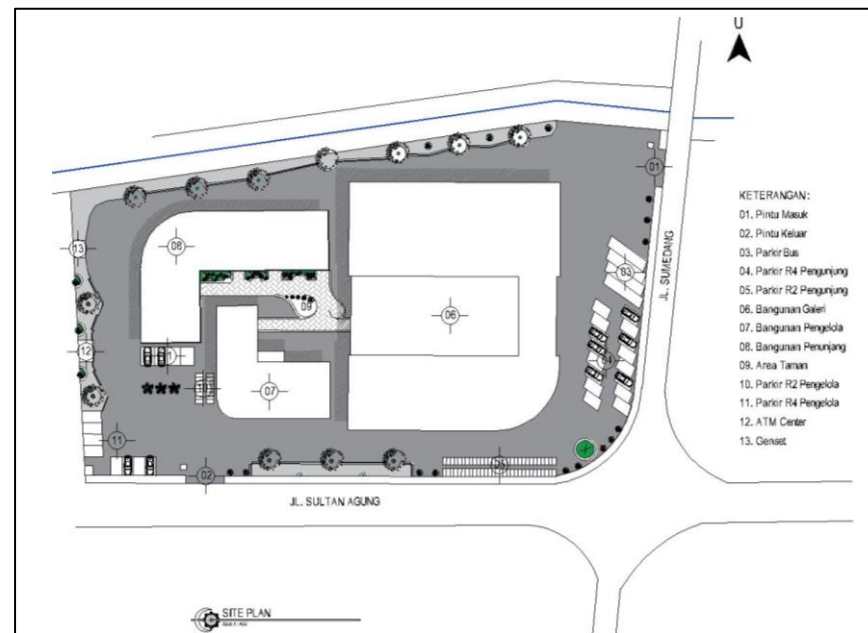 U
01
KETERANGAN:
01. Pintu Masuk
02. Pintu Keluar
03. Parkir Bus
04. Parkir R4 Pengunjung
05. Parkir R2 Pengunjung
06. Bangunan Galeri
07. Bangunan Pengelola
08. Bangunan Penunjang
09. Area Taman
10. Parkir R2 Pengelola
11. Parkir R4 Pengelola
12. ATM Center
13. Genset
JL. SUMEDANG
13
08
03
09
06
12
04
10
07
11
05
02
JL. SULTAN AGUNG
SITE PLAN